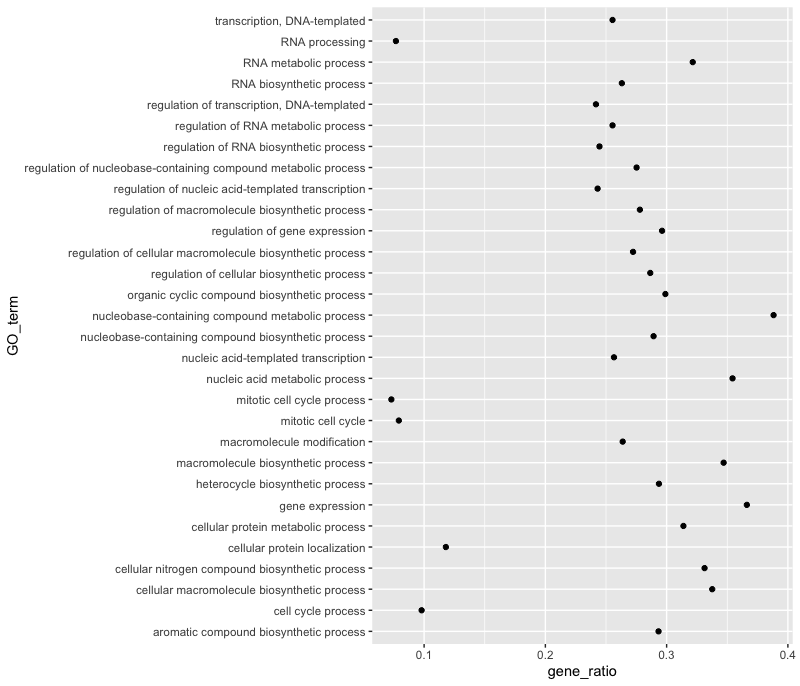 transcription, DNA-templated
RNA processing
RNA metabolic process
RNA biosynthetic process
regulation of transcription, DNA-templated
regulation of RNA metabolic process
regulation of RNA biosynthetic process
regulation of nucleobase-containing compound metabolic process
regulation of nucleic acid-templated transcription
regulation of macromolecule biosynthetic process
regulation of gene expression
regulation of cellular macromolecule biosynthetic process
regulation of cellular biosynthetic process
organic cyclic compound biosynthetic process
nucleobase-containing compound metabolic process
nucleobase-containing compound biosynthetic process
nucleic acid-templated transcription
nucleic acid metabolic process
mitotic cell cycle process
mitotic cell cycle
macromolecule modification
macromolecule biosynthetic process
heterocycle biosynthetic process
gene expression
cellular protein metabolic process
cellular protein localization
cellular nitrogen compound biosynthetic process
cellular macromolecule biosynthetic process
cell cycle process
aromatic compound biosynthetic process
GO_term
0.1 0.2 0.3 0.4
gene_ratio